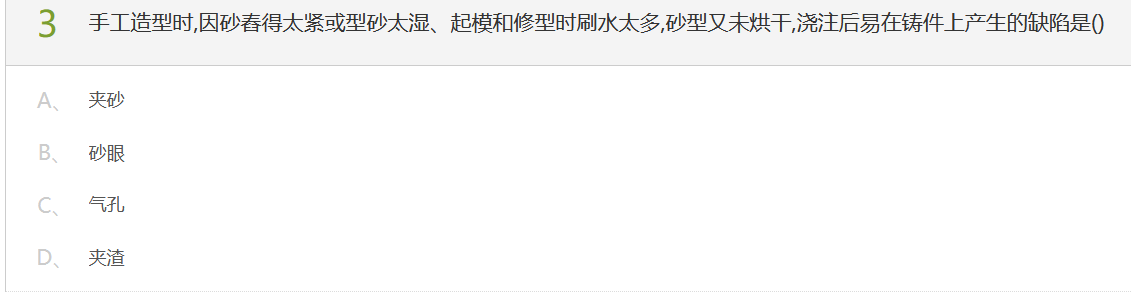 3 手工造型时,因砂舂得太紧或型砂太湿、起模和修型时刷水太多,砂型又未烘干,浇注后易在铸件上产生的缺陷是()
A、 夹砂
B、 砂眼
C、 气孔
D、 夹渣